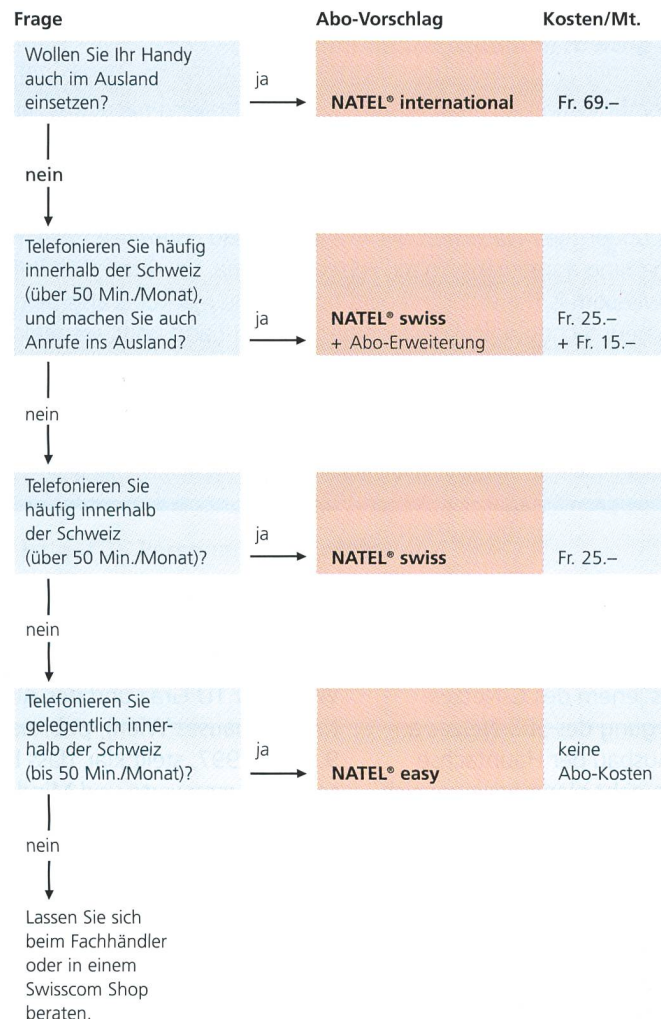 Frage Abo-Vorschlag Kosten/Mt.
Wollen Sie Ihr Handy
auch im Ausland
einsetzen?
ja
NATEL® international Fr. 69.–
nein
Telefonieren Sie häufig
innerhalb der Schweiz
(über 50 Min./Monat),
und machen Sie auch
Anrufe ins Ausland?
ja
NATEL® swiss Fr. 25.–
+ Abo-Erweiterung + Fr. 15.–
nein
Telefonieren Sie
häufig innerhalb
der Schweiz
(über 50 Min./Monat)?
ja
NATEL® swiss Fr. 25.–
nein
Telefonieren Sie
gelegentlich inner-
halb der Schweiz
(bis 50 Min./Monat)?
ja
NATEL® easy
keine
Abo-Kosten
nein
Lassen Sie sich
beim Fachhändler
oder in einem
Swisscom Shop
beraten.